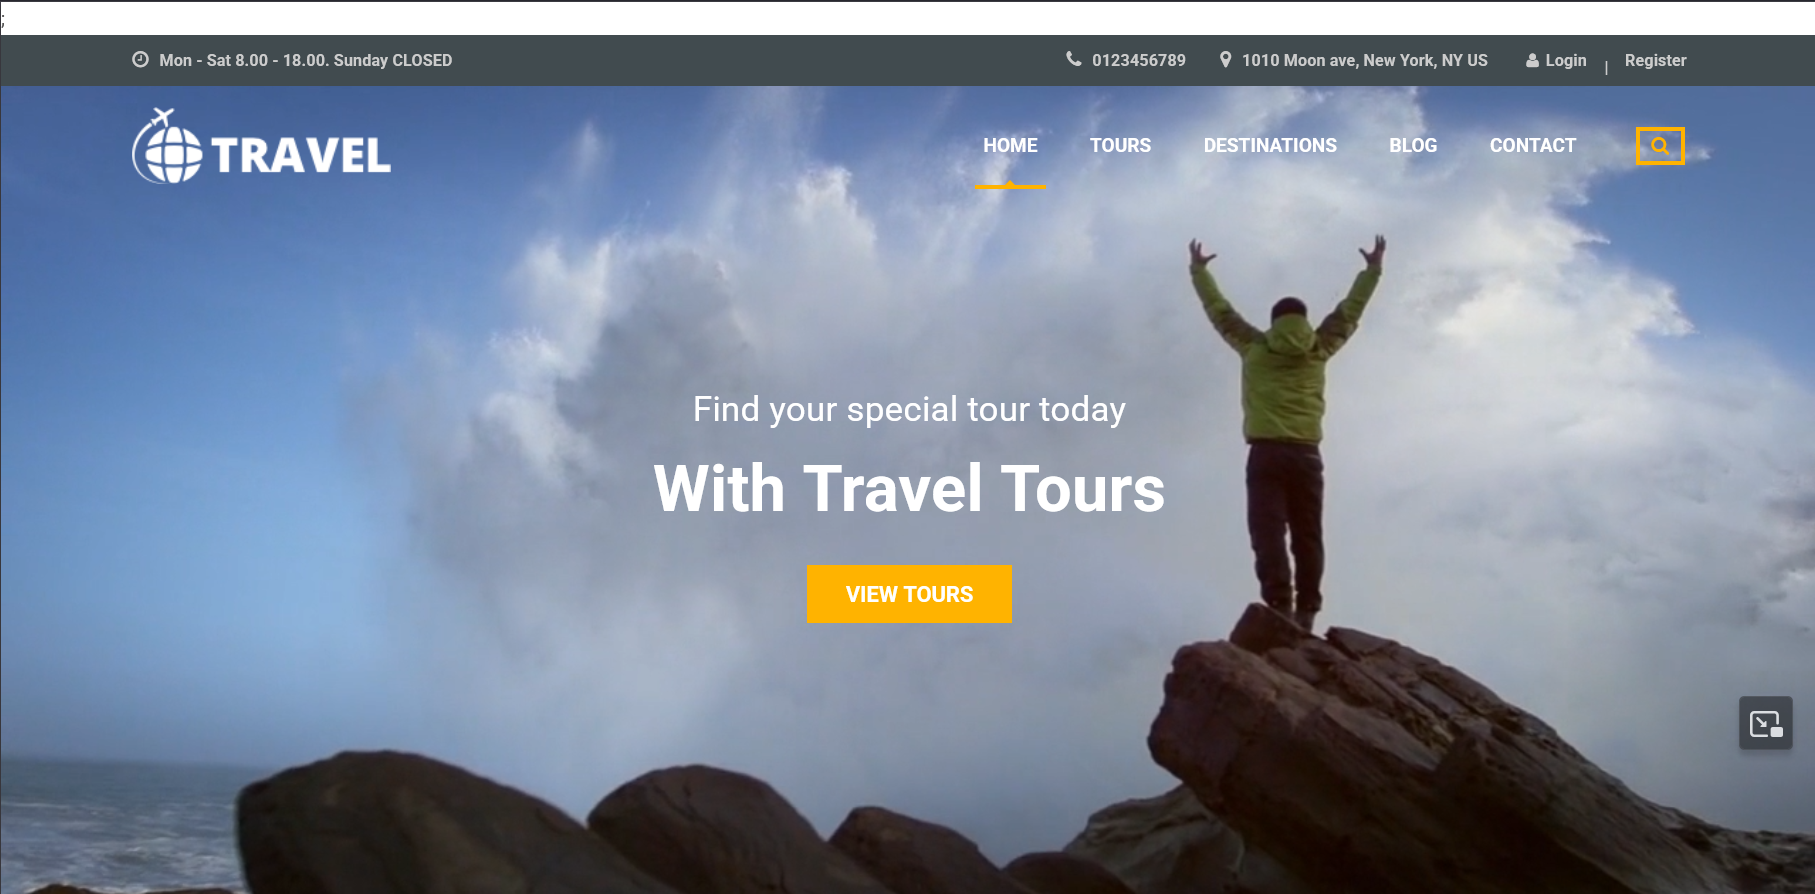 ;
Mon - Sat 8.00 - 18.00. Sunday CLOSED
0123456789
1010 Moon ave, New York, NY US
Login
|
Register
TRAVEL
HOME
TOURS
DESTINATIONS
BLOG
CONTACT
Find your special tour today
With Travel Tours
VIEW TOURS